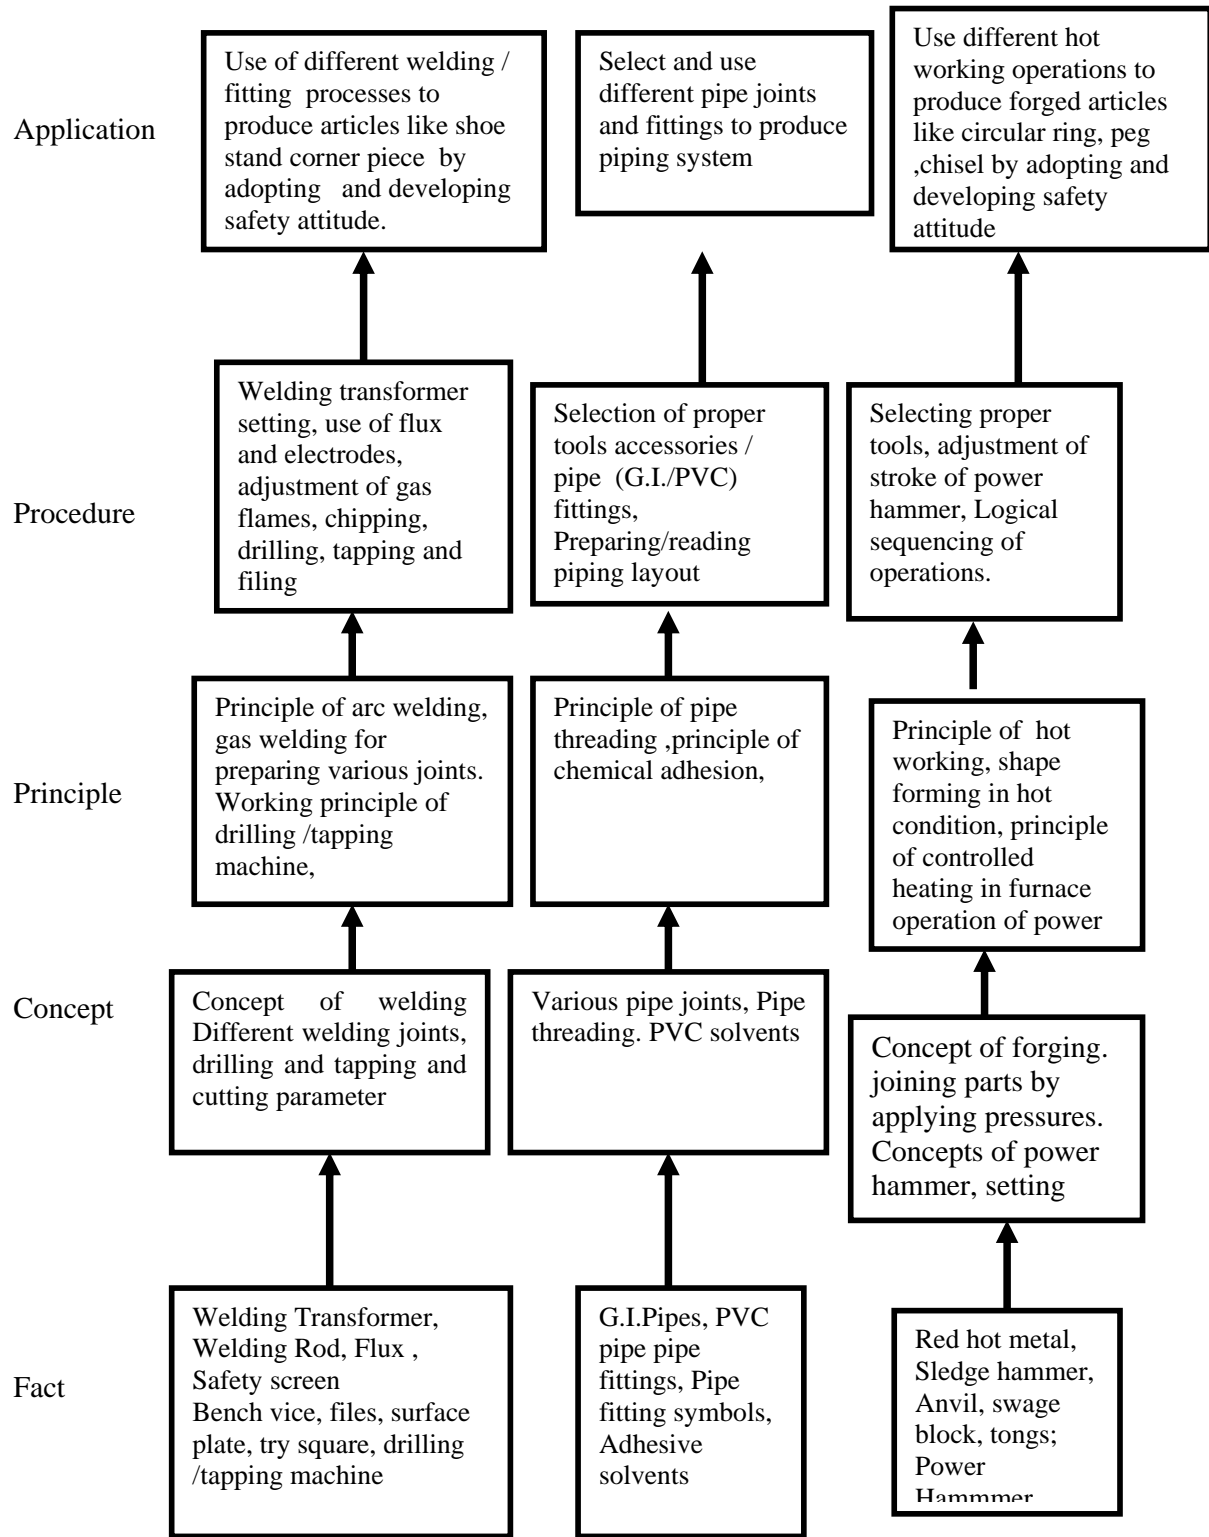 Application
Use of different welling /
fitting processes to
produce articles like shoe
stand corner piece by
adopting and developing
safety attitude.
Select and use
different pipe joints
and fittings to produce
piping system
Use different hot
working operations to
produce forged articles
like circular ring, peg
,chisel by adopting and
developing safety
attitude
Procedure
Welding transformer
setting, use of flux
and electrodes,
adjustment of gas
flames, chipping,
drilling, tapping and
filing
Selection of proper
tools accessories /
pipe (G.I./PVC)
fittings,
Preparing/reading
piping layout
Selecting proper
tools, adjustment of
stroke of power
hammer, Logical
sequencing of
operations.
Principle
Principle of arc welding,
gas welding for
preparing various joints.
Working principle of
drilling /tapping
machine,
Principle of pipe
threading ,principle of
chemical adhesion,
Principle of hot
working, shape
forming in hot
condition, principle
of controlled
heating in furnace
operation of power
Concept
Concept of welding
Different welding joints,
drilling and tapping and
cutting parameter
Various pipe joints, Pipe
threading. PVC solvents
Concept of forging.
joining parts by
applying pressures.
Concepts of power
hammer, setting
Fact
Welding Transformer,
Welding Rod, Flux ,
Safety screen
Bench vice, files, surface
plate, try square, drilling
/tapping machine
G.I.Pipes, PVC
pipe pipe
fittings, Pipe
fitting symbols,
Adhesive
solvents
Red hot metal,
Sledge hammer,
Anvil, swage
block, tongs;
Power
Hammmer